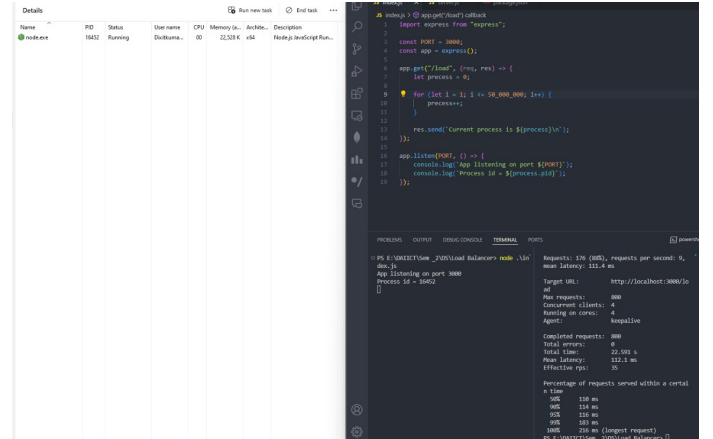 Details
Run new task
End task
Name PID Status User name CPU Memory (a... Archite... Description
node.exe 16452 Running Dixitkuma... 00 22,528 K x64 Node.js JavaScript Run...
JS index.js > app.get("/load") callback
1 import express from "express";
2
3 const PORT = 3000;
4 const app = express();
5
6 app.get("/load", (req, res) => {
7 let precess = 0;
8
9 for (let i = 1; i <= 50_000_000; i++) {
10 precess++;
11 }
12
13 res.send(`Current process is ${process}\n`);
14 });
15
16 app.listen(PORT, () => {
17 console.log(`App listening on port ${PORT}`);
18 console.log(`Process id = ${process.pid}`);
19 });
PROBLEMS OUTPUT DEBUG CONSOLE TERMINAL PORTS
PS E:\DAIICT\Sem _2\DS\Load Balancer> node .\in
dex.js
App listening on port 3000
Process id = 16452
Requests: 176 (88%), requests per second: 9,
mean latency: 111.4 ms
Target URL: http://localhost:3000/lo
ad
Max requests: 800
Concurrent clients: 4
Running on cores: 4
Agent: keepalive
Completed requests: 800
Total errors: 0
Total time: 22.591 s
Mean latency: 112.1 ms
Effective rps: 35
Percentage of requests served within a certai
n time
50% 110 ms
90% 114 ms
95% 116 ms
99% 183 ms
100% 216 ms (longest request)
PS E:\DAIICT\Sem _2\DS\Load Balancer>